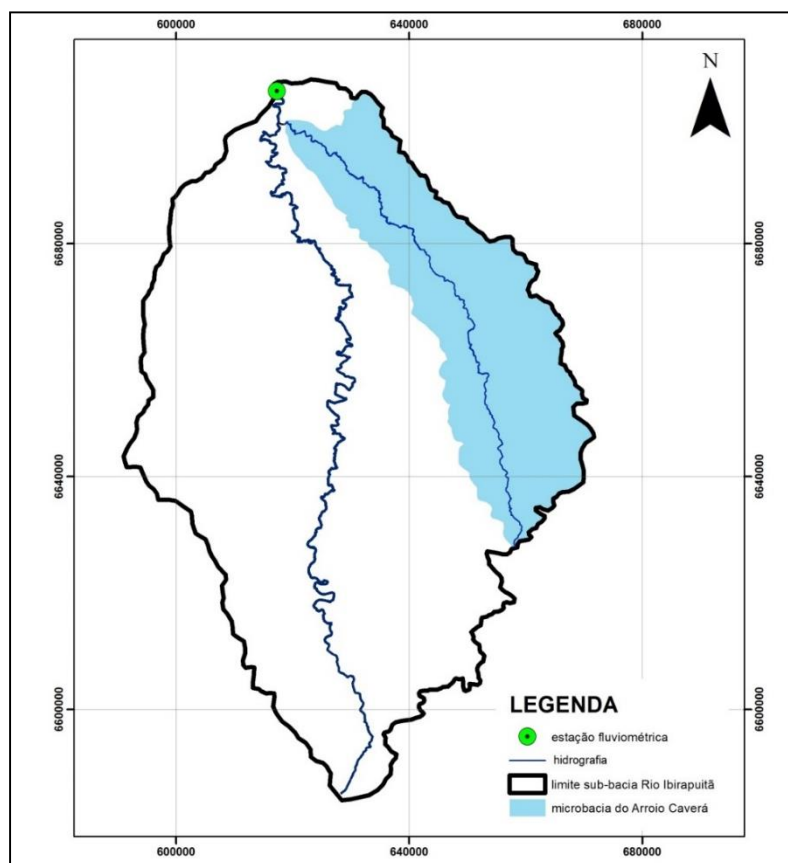 600000 640000 680000
N
6680000 6680000
6640000 6640000
6600000 6600000
LEGENDA
estação fluviométrica
hidrografia
limite sub-bacia Rio Ibirapuitã
microbacia do Arroio Caverá
600000 640000 680000